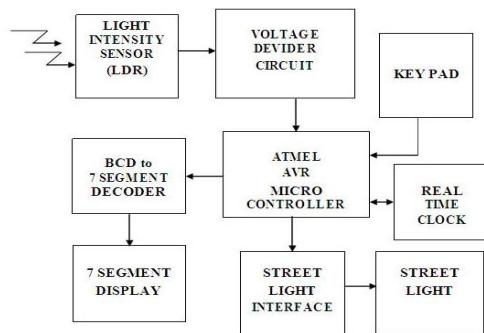 LIGHT
INTENSITY
SENSOR
(LDR)
VOLTAGE
DEVIDER
CIRCUIT
KEY PAD
BCD to
7 SEGMENT
DECODER
ATMEL
AVR
MICRO
CONTROLLER
REAL
TIME
CLOCK
7 SEGMENT
DISPLAY
STREET
LIGHT
INTERFACE
STREET
LIGHT